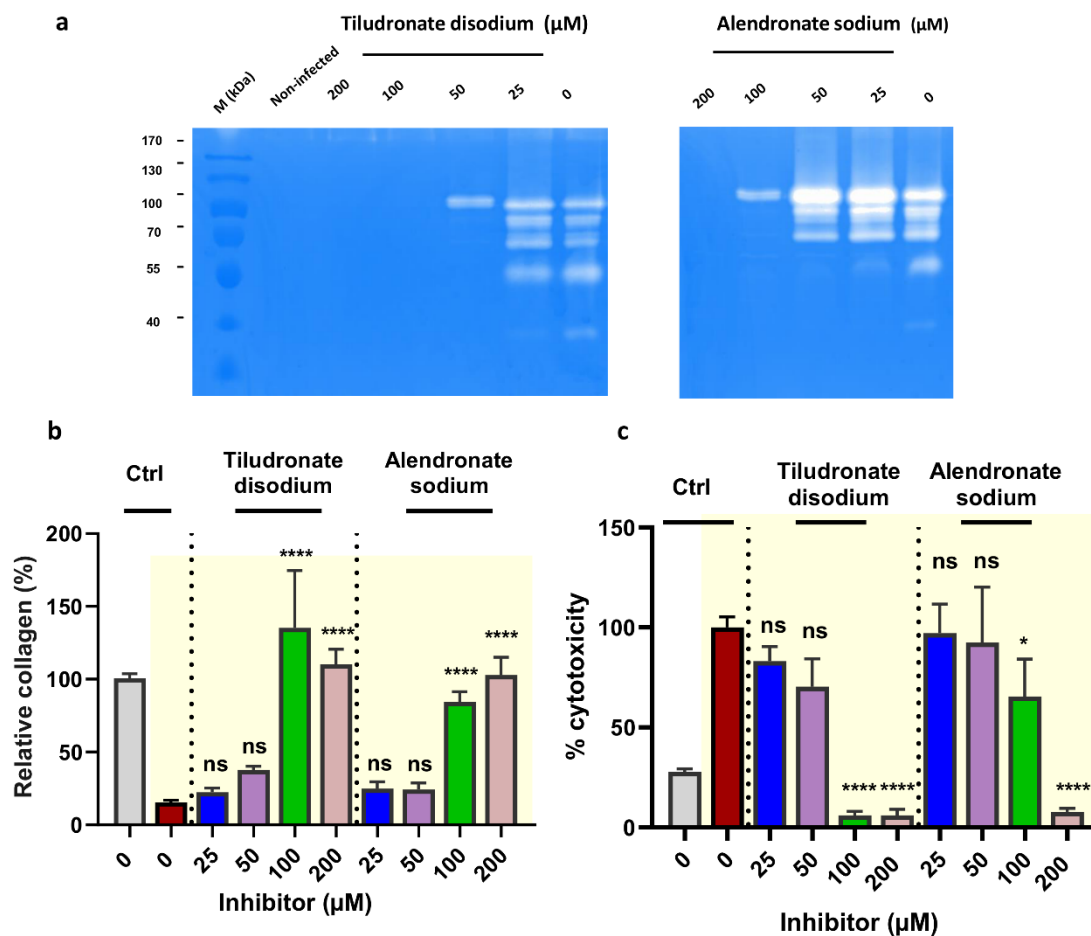 a
Tiludronate disodium (µM)
Alendronate sodium (µM)
M (kDa)
Non-infected
200
100
50
25
0
200
100
50
25
0
170
130
100
70
55
40
b
Ctrl
Tiludronate
disodium
Alendronate
sodium
Relative collagen (%)
200
150
100
50
0
ns
ns
****
****
ns
ns
****
****
0
0
25
50
100
200
25
50
100
200
Inhibitor (µM)
c
Ctrl
Tiludronate
disodium
Alendronate
sodium
% cytotoxicity
150
100
50
0
ns
ns
****
****
ns
ns
*
****
0
0
25
50
100
200
25
50
100
200
Inhibitor (µM)